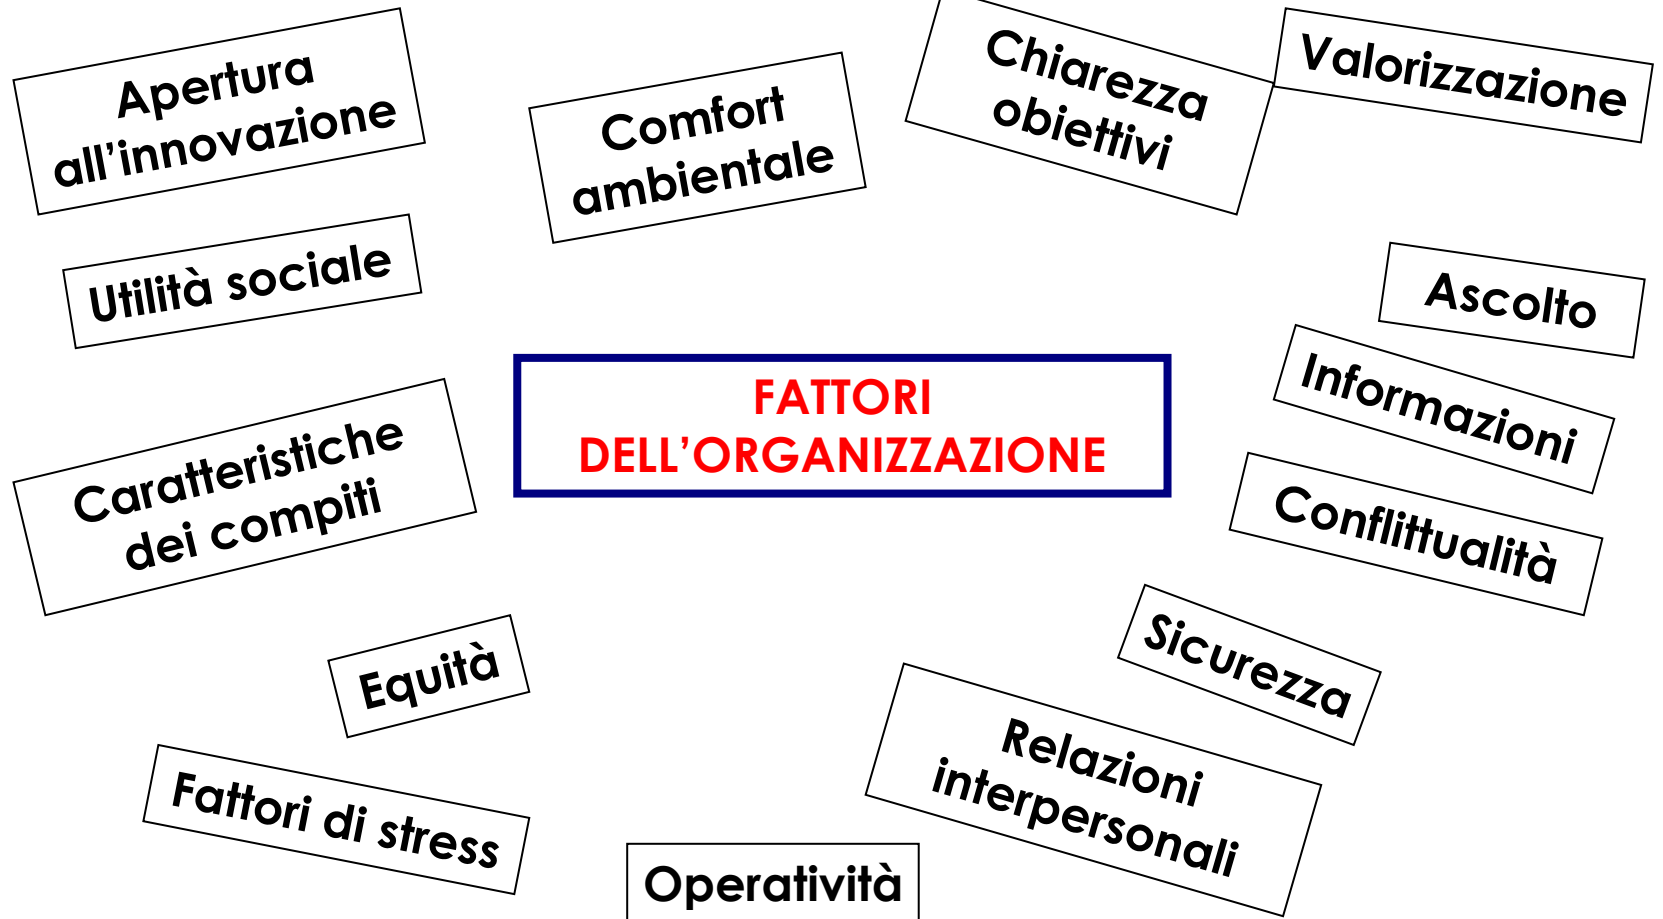 Apertura
all’innovazione
Comfort
ambientale
Chiarezza
obiettivi
Valorizzazione
Utilità sociale
Ascolto
Informazioni
FATTORI
DELL’ORGANIZZAZIONE
Caratteristiche
dei compiti
Conflittualità
Equità
Sicurezza
Relazioni
interpersonali
Fattori di stress
Operatività